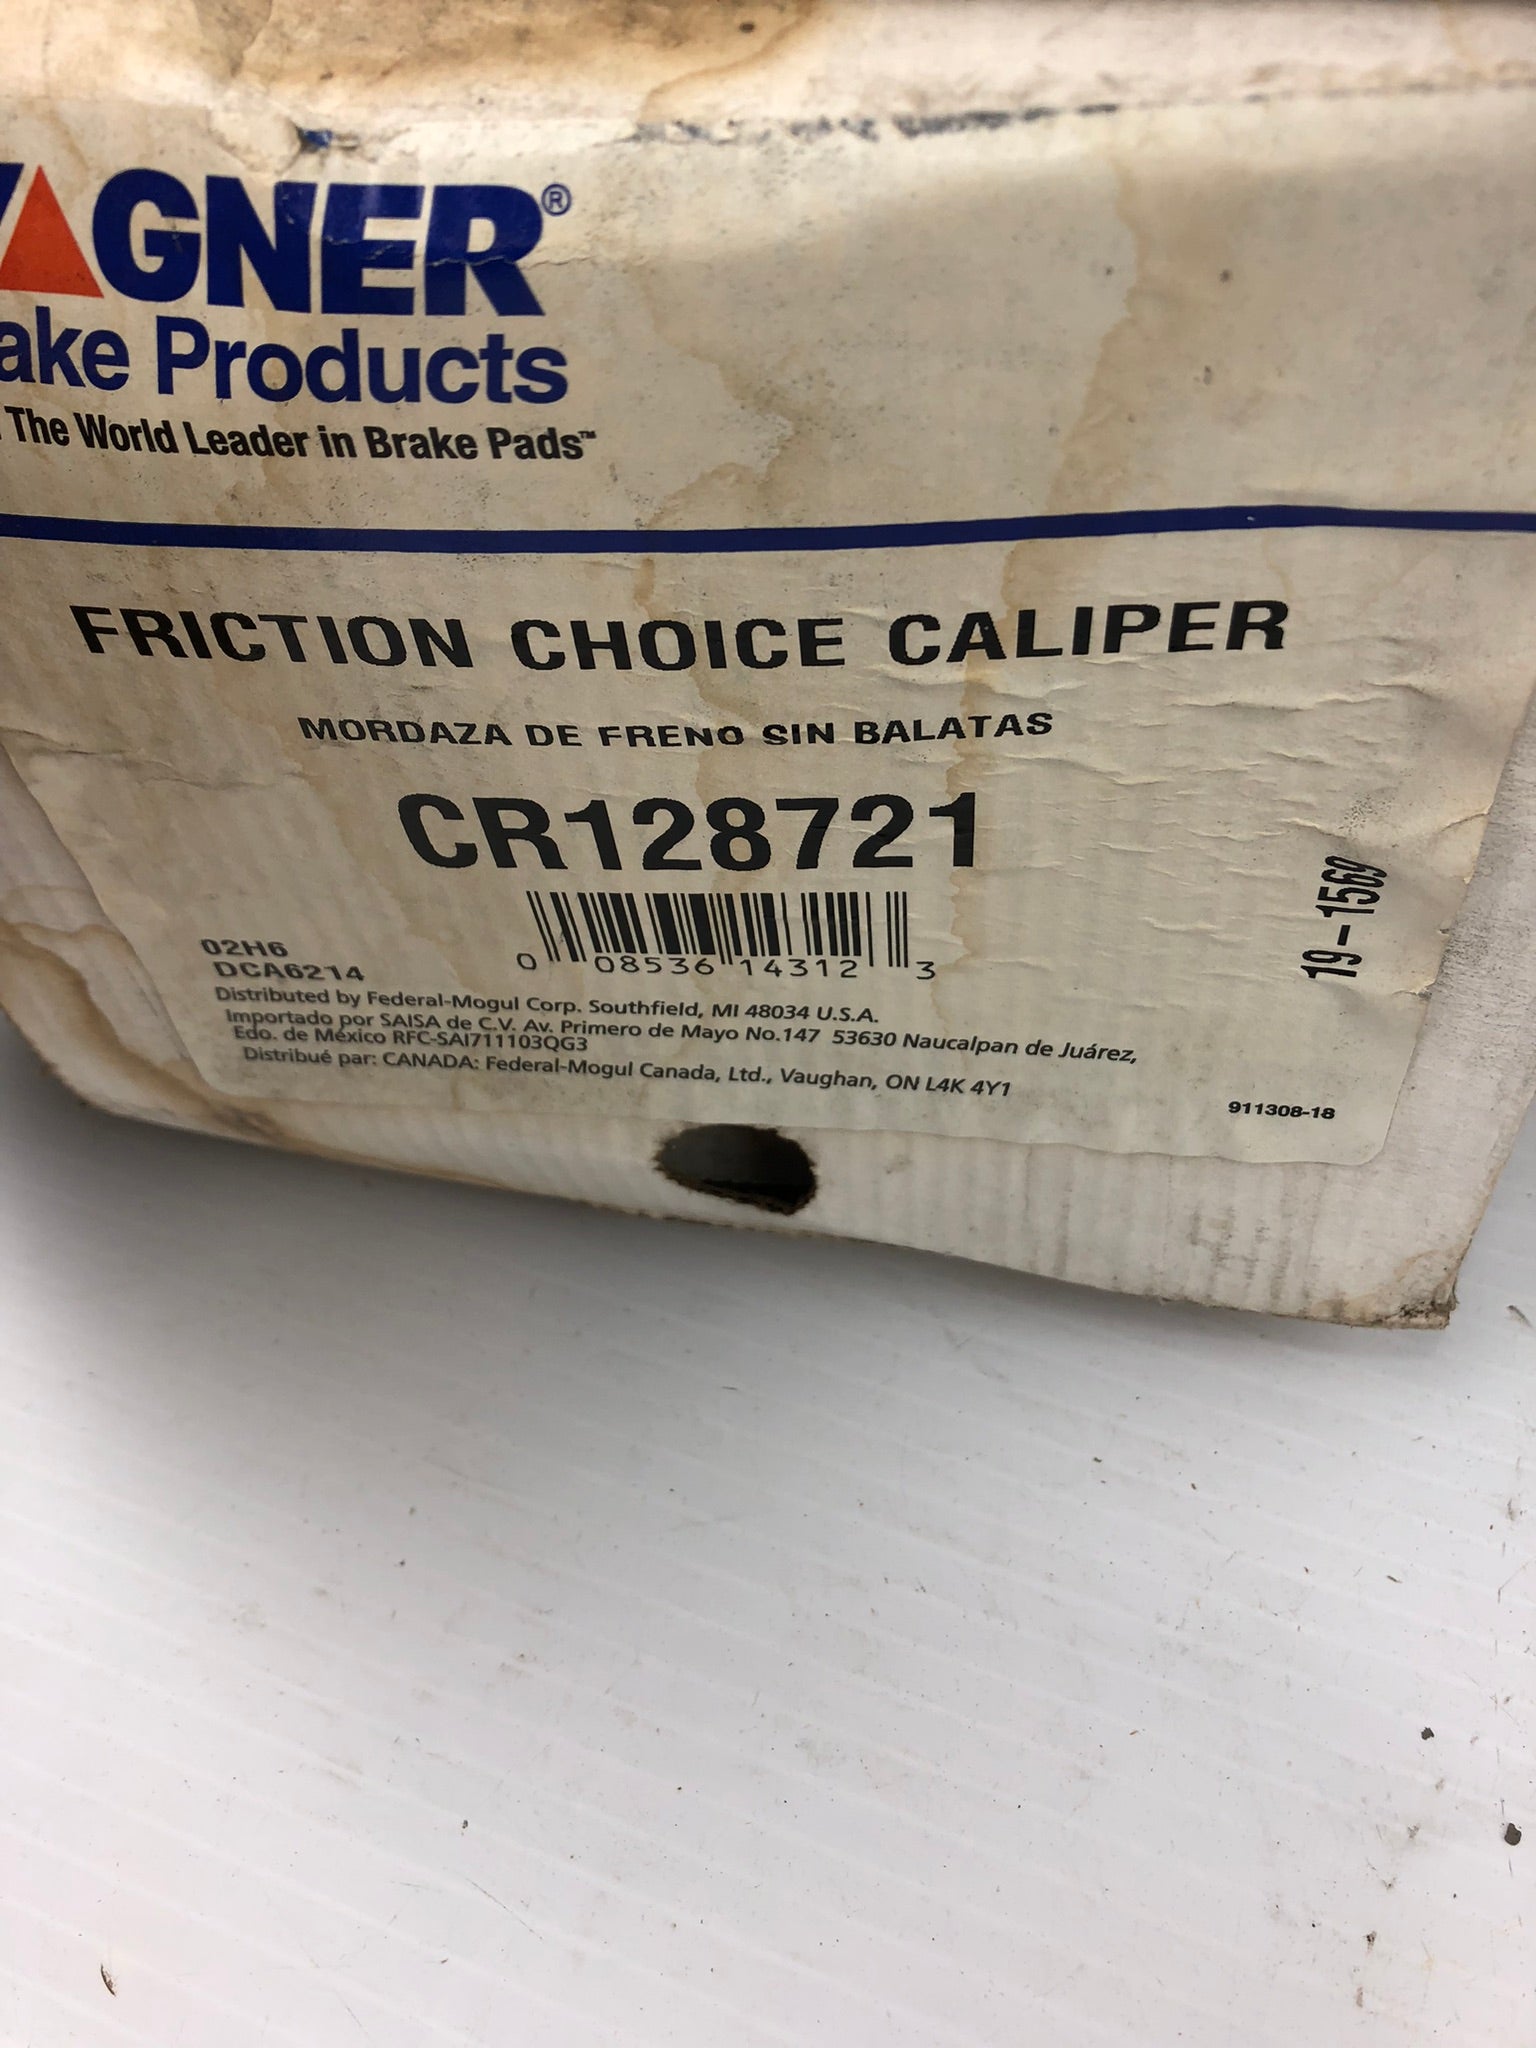 WAGNER®
ake Products
The World Leader in Brake Pads™
FRICTION CHOICE CALIPER
MORDAZA DE FRENO SIN BALATAS
CR128721
0 08536 14312 3
19-1569
02H6
DCA6214
Distributed by Federal-Mogul Corp. Southfield, MI 48034 U.S.A.
Importado por SAISA de C.V. Av. Primero de Mayo No.147 53630 Naucalpan de Juárez,
Edo. de México RFC-SAI711103QG3
Distribué par: CANADA: Federal-Mogul Canada, Ltd., Vaughan, ON L4K 4Y1
911308-18